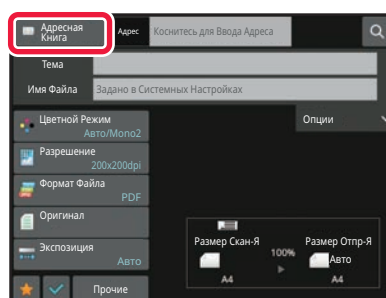 Адресная
Книга
Адрес
Коснитесь для Ввода Адреса
Тема
Имя Файла
Задано в Системных Настройках
Цветной Режим
Авто/Mono2
Опции
Разрешение
200x200dpi
Формат Файла
PDF
Оригинал
Экспозиция
Авто
Размер Скан-Я
100%
Размер Отпр-Я
Авто
A4
A4
Прочие